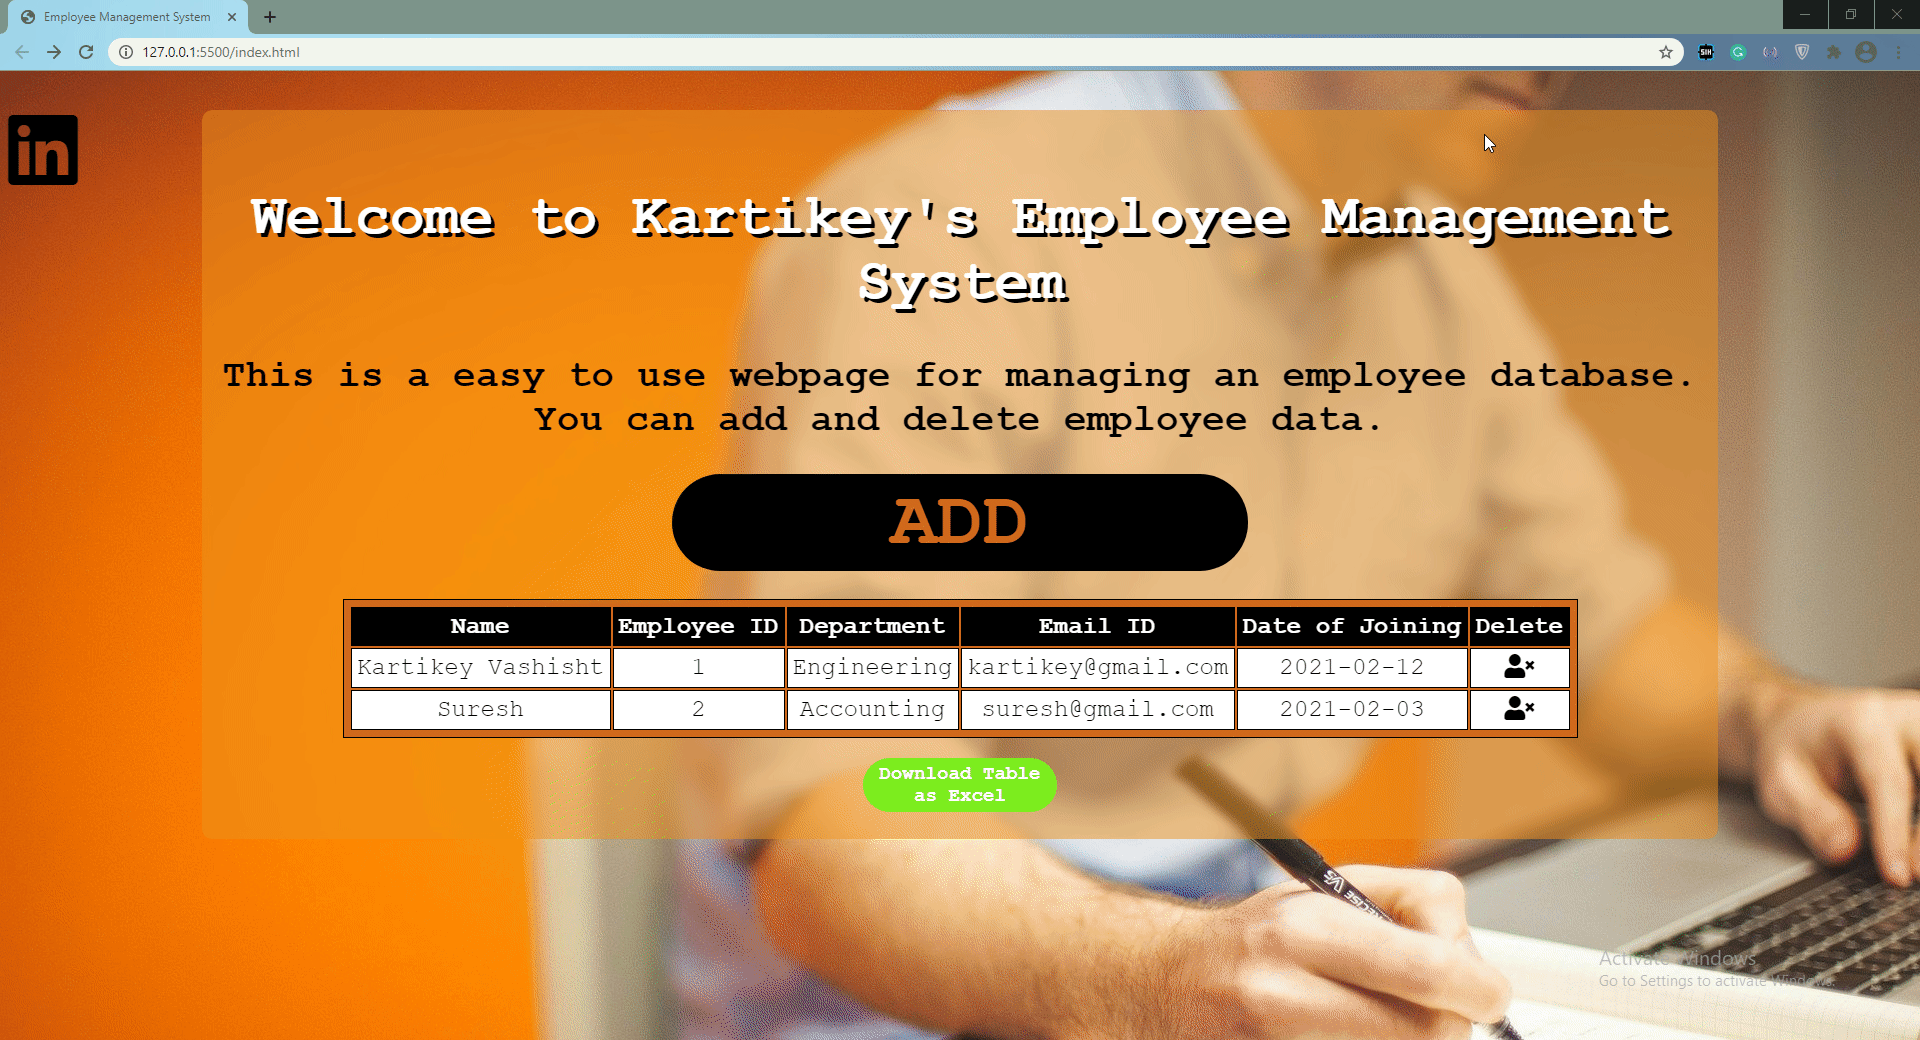 Employee Management System
127.0.0.1:5500/index.html
SIH
in
Welcome to Kartikey's Employee Management
System
This is a easy to use webpage for managing an employee database.
You can add and delete employee data.
ADD
Name Employee ID Department Email ID Date of Joining Delete
Kartikey Vashisht 1 Engineering kartikey@gmail.com 2021-02-12
Suresh 2 Accounting suresh@gmail.com 2021-02-03
Download Table
as Excel
V5
PRECISE
Activate Windows
Go to Settings to activate Windows.